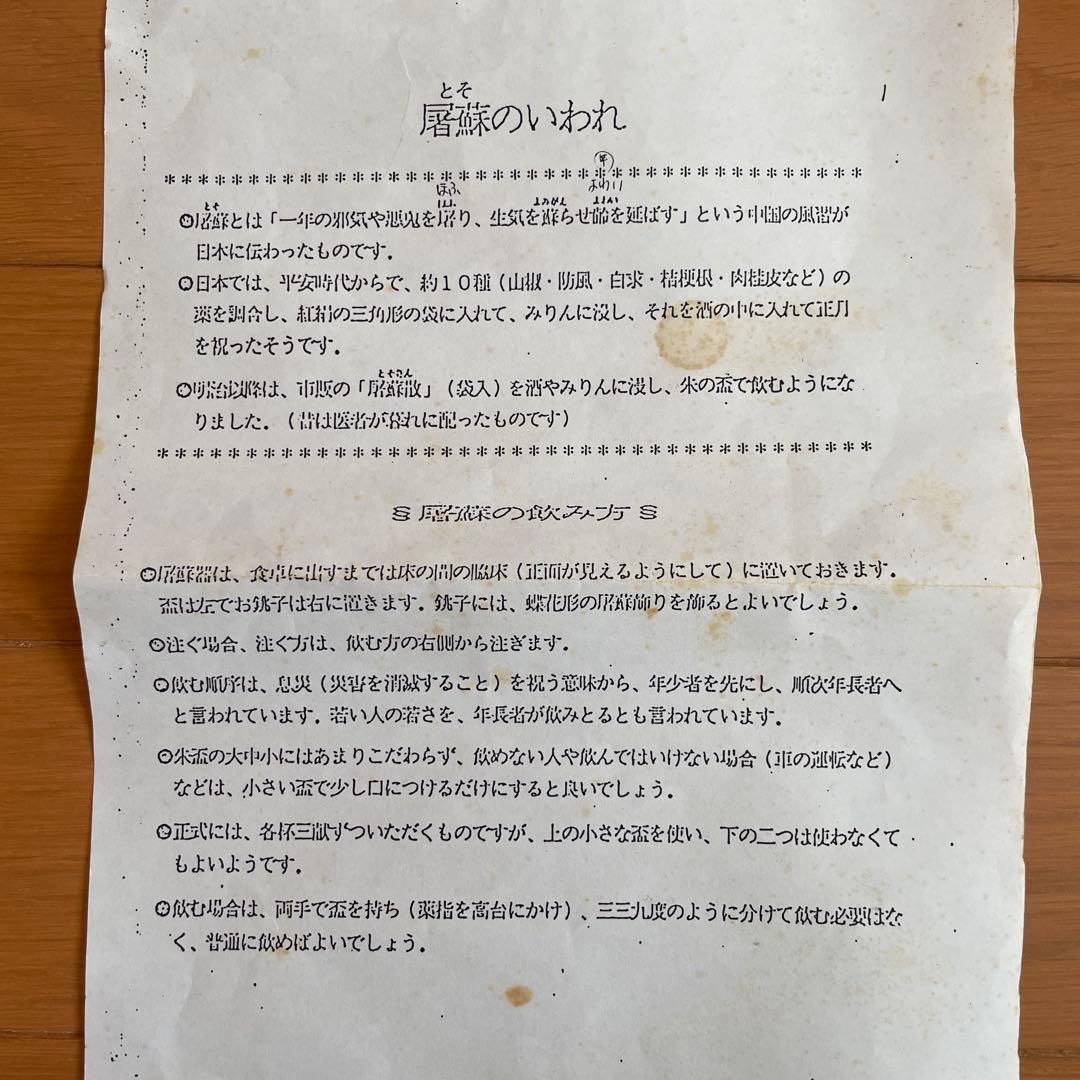 1
とそ
屠蘇のいわれ
****************************************
㊉
ほふ よわい
とそ ほふ よみがえ よわい
◎屠蘇とは「一年の邪気や悪鬼を屠り、生気を蘇らせ齢を延ばす」という中国の風習が
日本に伝わったものです。
◎日本では、平安時代からで、約10種(山椒・防風・白朮・桔梗根・肉桂皮など)の
薬を調合し、紅絹の三角形の袋に入れて、みりんに浸し、それを酒の中に入れて正月
を祝ったそうです。
とそさん
◎明治以降は、市販の「屠蘇散」(袋入)を酒やみりんに浸し、朱の盃で飲むようにな
りました。(昔は医者が暮れに配ったものです)
****************************************
§ 屠蘇の飲み方 §
◎屠蘇器は、食卓に出すまでは床の間の脇床(正面が見えるようにして)に置いておきます。
盃は左でお銚子は右に置きます。銚子には、蝶花形の屠蘇飾りを飾るとよいでしょう。
◎注ぐ場合、注ぐ方は、飲む方の右側から注ぎます。
◎飲む順序は、息災(災害を消滅すること)を祝う意味から、年少者を先にし、順次年長者へ
と言われています。若い人の若さを、年長者が飲みとるとも言われています。
◎朱盃の大中小にはあまりこだわらず、飲めない人や飲んではいけない場合(車の運転など)
などは、小さい盃で少し口につけるだけにすると良いでしょう。
◎正式には、各杯三献ずついただくものですが、上の小さな盃を使い、下の二つは使わなくて
もよいようです。
◎飲む場合は、両手で盃を持ち(薬指を高台にかけ)、三三九度のように分けて飲む必要はな
く、普通に飲めばよいでしょう。